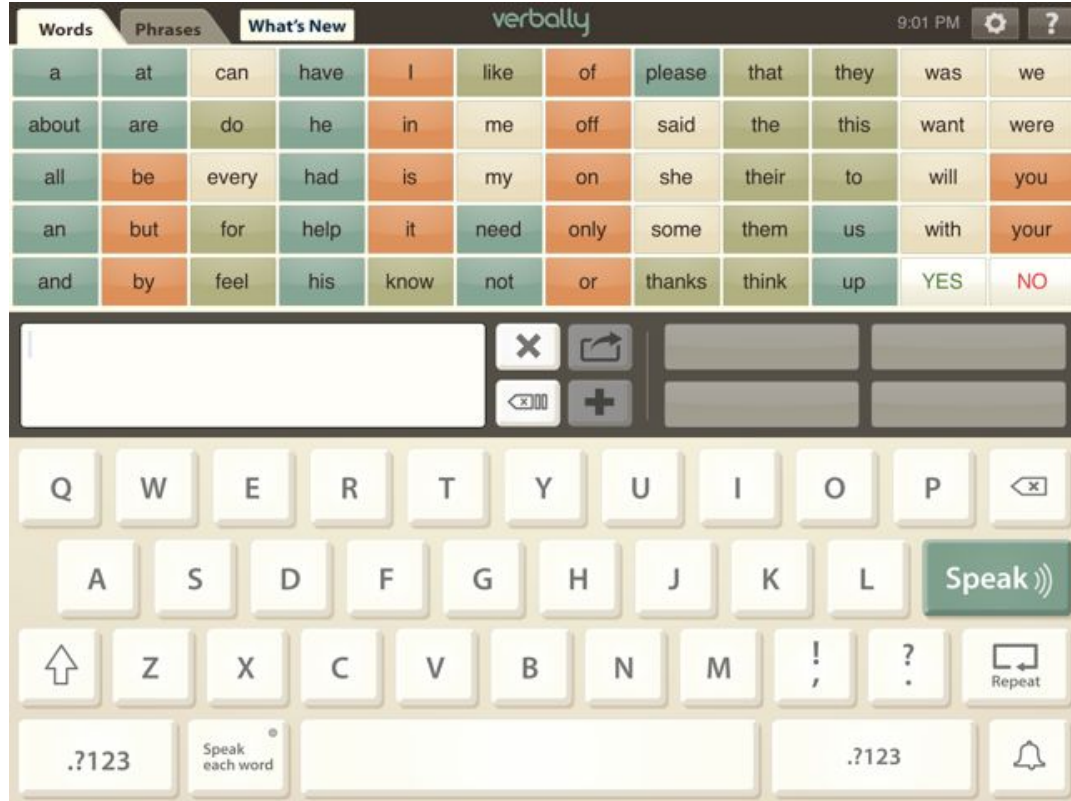 Words Phrases What's New verbally 9:01 PM ?
a at can have I like of please that they was we
about are do he in me off said the this want were
all be every had is my on she their to will you
an but for help it need only some them us with your
and by feel his know not or thanks think up YES NO
Q W E R T Y U I O P
A S D F G H J K L Speak
Z X C V B N M ! ?
, . Repeat
.?123 Speak .?123
each word